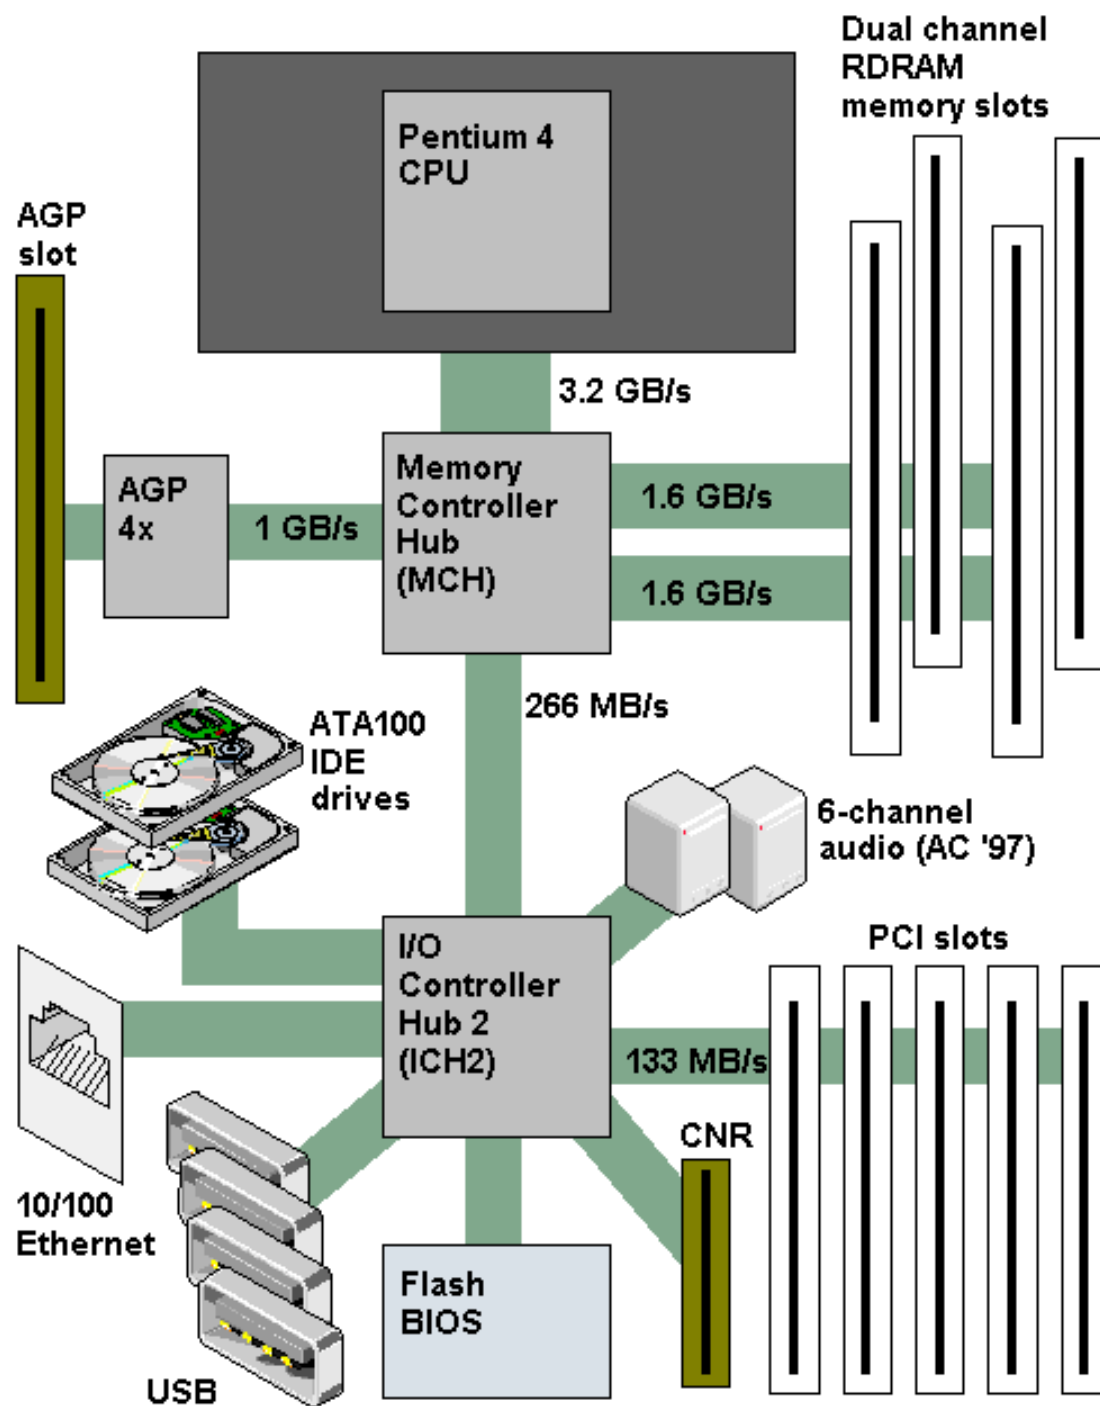 Dual channel
RDRAM
memory slots
Pentium 4
CPU
AGP
slot
3.2 GB/s
Memory
Controller
Hub
(MCH)
AGP
4x
1 GB/s
1.6 GB/s
1.6 GB/s
266 MB/s
ATA100
IDE
drives
6-channel
audio (AC '97)
I/O
Controller
Hub 2
(ICH2)
PCI slots
133 MB/s
CNR
10/100
Ethernet
Flash
BIOS
USB